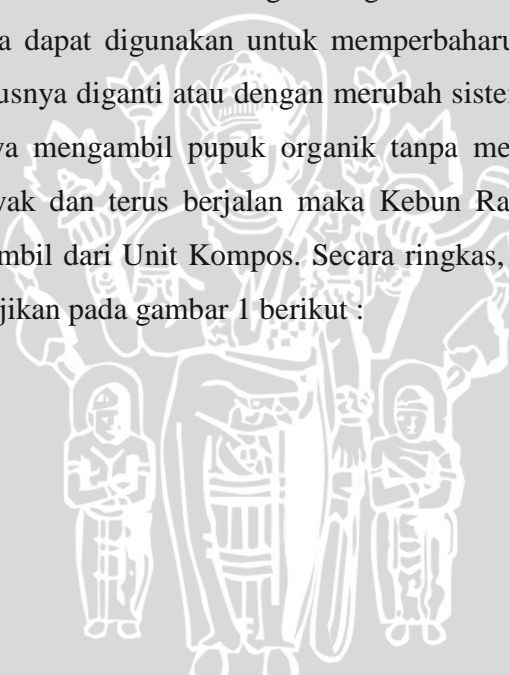 a dapat digunakan untuk memperbaharu
usnya diganti atau dengan merubah siste
ya mengambil pupuk organik tanpa me
yak dan terus berjalan maka Kebun Ra
mbil dari Unit Kompos. Secara ringkas,
jikan pada gambar 1 berikut :